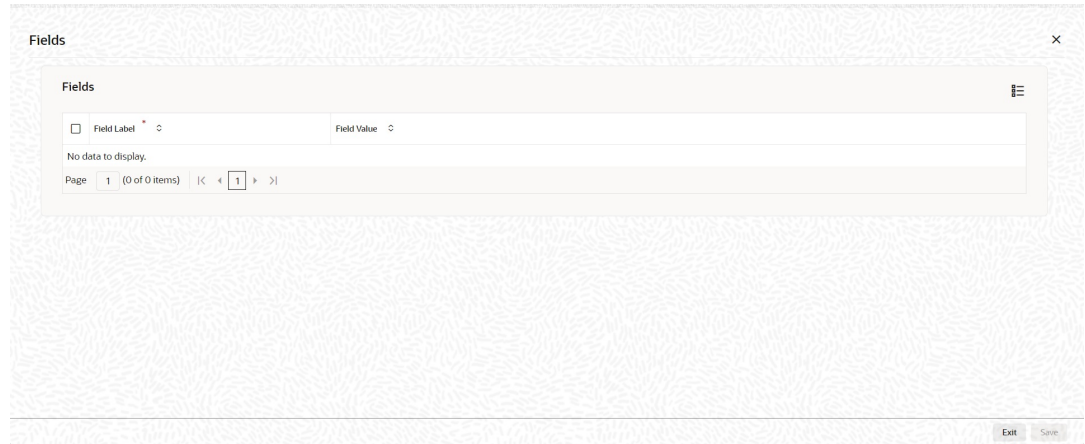 Fields
Fields
Field Label * Field Value
No data to display.
Page 1 (0 of 0 items) 1
Exit Save